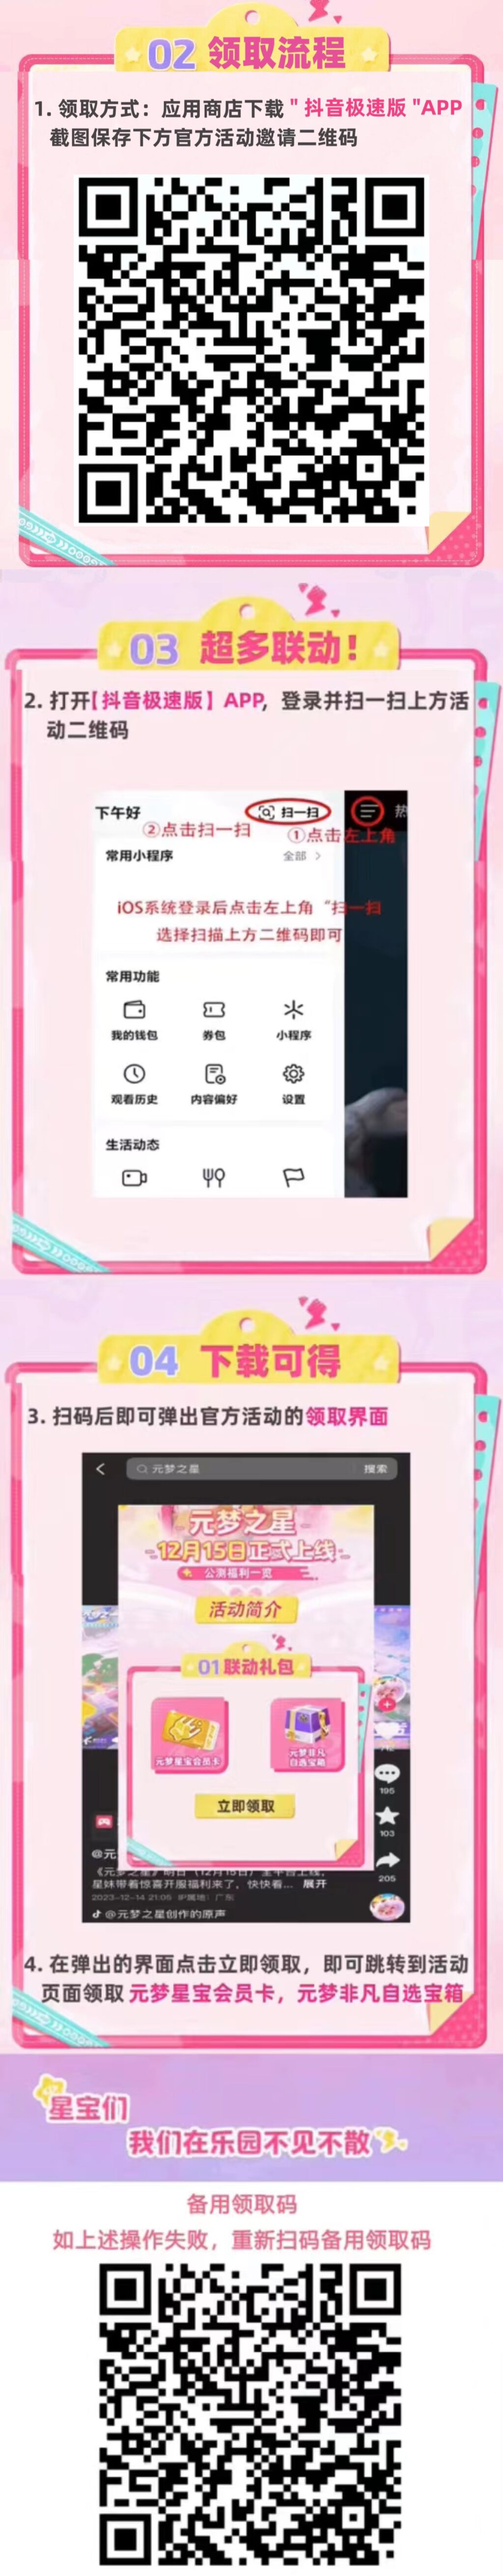 02 领取流程
1. 领取方式：应用商店下载 " 抖音极速版 "APP
截图保存下方官方活动邀请二维码
03 超多联动！
2. 打开【抖音极速版】APP，登录并扫一扫上方活
动二维码
下午好
扫一扫
热
②点击扫一扫
①点击左上角
常用小程序
全部 >
iOS系统登录后点击左上角“扫一扫
选择扫描上方二维码即可
常用功能
我的钱包 券包 小程序
观看历史 内容偏好 设置
生活动态
04 下载可得
3. 扫码后即可弹出官方活动的领取界面
元梦之星 搜索
元梦之星
12月15日正式上线
公测福利一览
活动简介
01 联动礼包
元梦星宝会员卡
元梦非凡
自选宝箱
立即领取
195
103
205
@元
《元梦之星》明日（12月15日）全平台上线，
星妹带着惊喜开服福利来了，快快看... 展开
2023-12-14 21:05 IP属地：广东
@元梦之星创作的原声
4. 在弹出的界面点击立即领取，即可跳转到活动
页面领取 元梦星宝会员卡，元梦非凡自选宝箱
星宝们
我们在乐园不见不散
备用领取码
如上述操作失败，重新扫码备用领取码